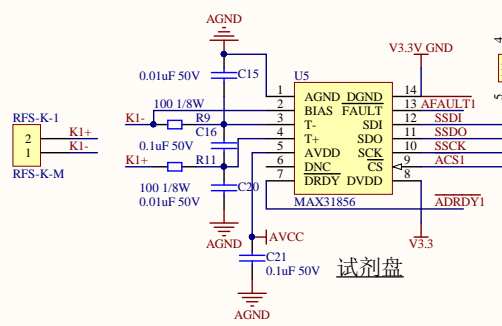 AGND
V3.3V GND
0.01uF 50V
C15
U5
4
1
AGND
DGND
14
100 1/8W
2
BIAS
FAULT
13
AFAULT1
RFS-K-1
K1-
R9
3
T-
SDI
12
SSDI
2
K1+
C16
4
T+
SDO
11
SSDO
1
K1-
0.1uF 50V
5
AVDD
SCK
10
SSCK
5
K1+
R11
6
DNC
CS
9
ACS1
RFS-K-M
7
DRDY
DVDD
8
100 1/8W
C20
0.01uF 50V
MAX31856
ADRDY1
AGND
AVCC
V3.3
C21
0.1uF 50V
试剂盘
AGND